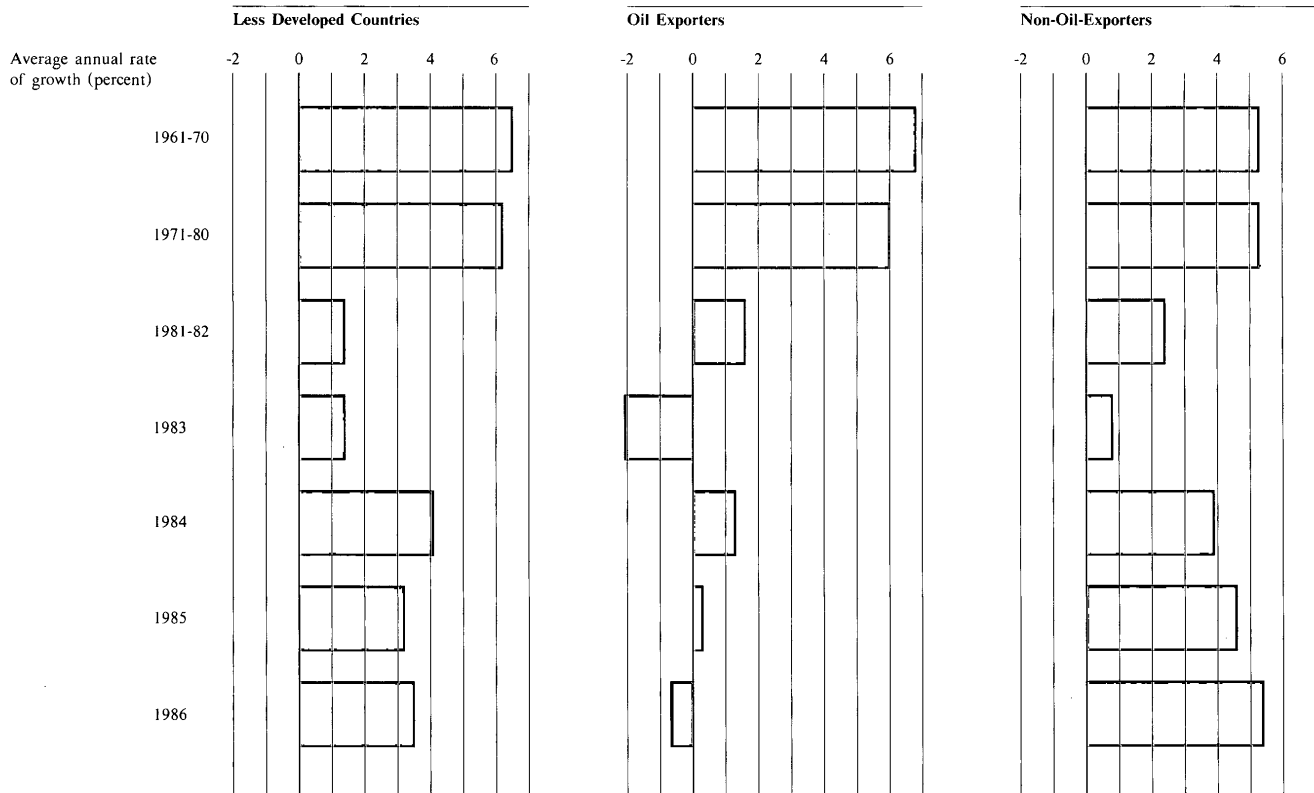 Less Developed Countries
Oil Exporters
Non-Oil-Exporters
Average annual rate
of growth (percent)
-2 0 2 4 6
-2 0 2 4 6
-2 0 2 4 6
1961-70
1971-80
1981-82
1983
1984
1985
1986